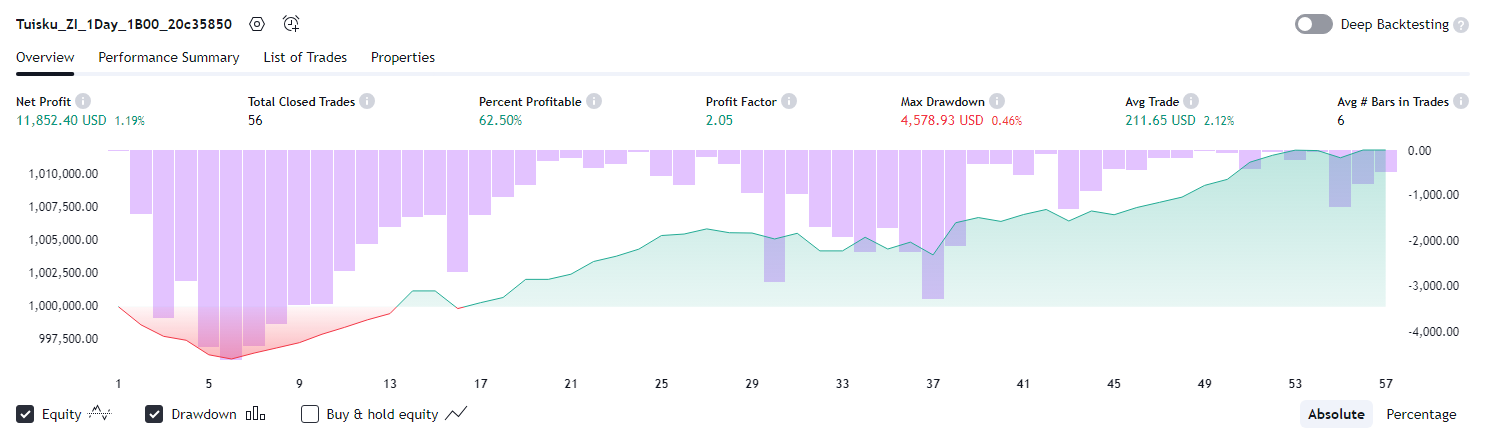 Tuisku_ZI_1Day_1B00_20c35850
Deep Backtesting ?
Overview Performance Summary List of Trades Properties
Net Profit Total Closed Trades Percent Profitable Profit Factor Max Drawdown Avg Trade Avg # Bars in Trades
11,852.40 USD 1.19% 56 62.50% 2.05 4,578.93 USD 0.46% 211.65 USD 2.12% 6
0.00
1,010,000.00
-1,000.00
1,007,500.00
1,005,000.00 -2,000.00
1,002,500.00
-3,000.00
1,000,000.00
-4,000.00
997,500.00
1 5 9 13 17 21 25 29 33 37 41 45 49 53 57
Equity Drawdown Buy & hold equity Absolute Percentage